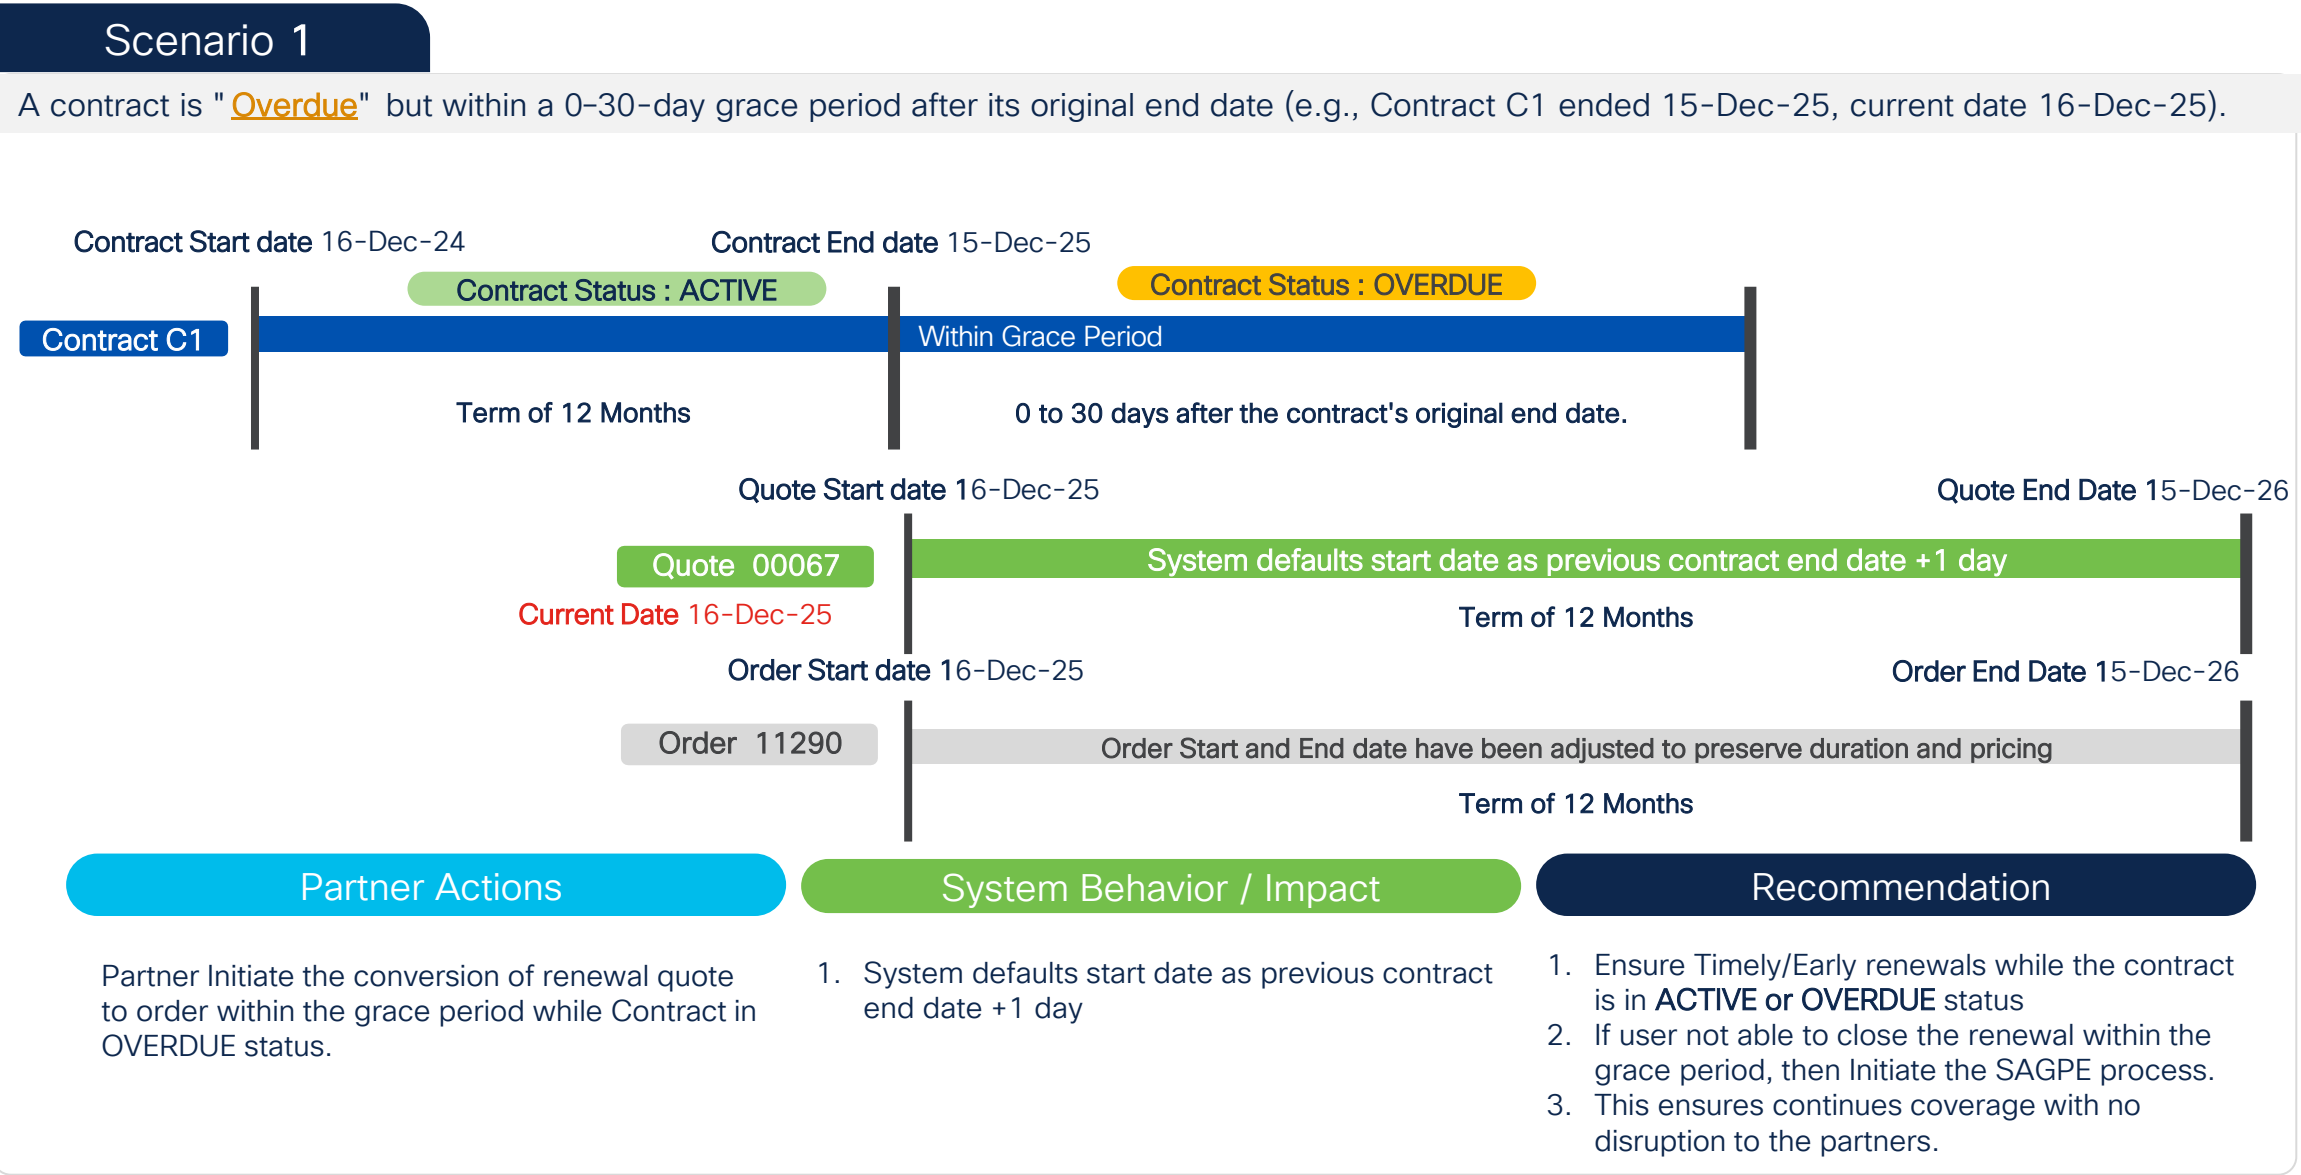 Scenario 1
A contract is "Overdue" but within a 0–30-day grace period after its original end date (e.g., Contract C1 ended 15-Dec-25, current date 16-Dec-25).
Contract Start date 16-Dec-24
Contract End date 15-Dec-25
Contract Status : ACTIVE
Contract Status : OVERDUE
Contract C1
Within Grace Period
Term of 12 Months
0 to 30 days after the contract's original end date.
Quote Start date 16-Dec-25
Quote End Date 15-Dec-26
Quote 00067
System defaults start date as previous contract end date +1 day
Current Date 16-Dec-25
Term of 12 Months
Order Start date 16-Dec-25
Order End Date 15-Dec-26
Order 11290
Order Start and End date have been adjusted to preserve duration and pricing
Term of 12 Months
Partner Actions
Partner Initiate the conversion of renewal quote
to order within the grace period while Contract in
OVERDUE status.
System Behavior / Impact
1. System defaults start date as previous contract
end date +1 day
Recommendation
1. Ensure Timely/Early renewals while the contract
is in ACTIVE or OVERDUE status
2. If user not able to close the renewal within the
grace period, then Initiate the SAGPE process.
3. This ensures continues coverage with no
disruption to the partners.